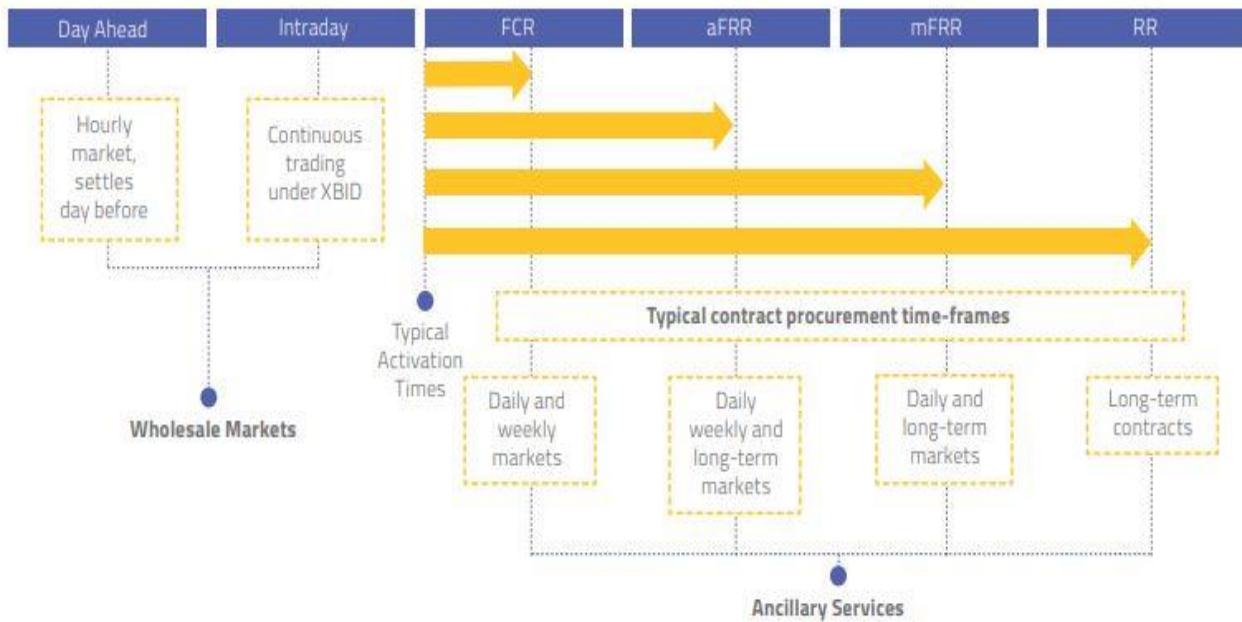 Day Ahead
Intraday
FCR
aFRR
mFRR
RR
Hourly
market,
settles
day before
Continuous
trading
under XBID
Typical
Activation
Times
Typical contract procurement time-frames
Wholesale Markets
Daily and
weekly
markets
Daily
weekly and
long-term
markets
Daily and
long-term
markets
Long-term
contracts
Ancillary Services